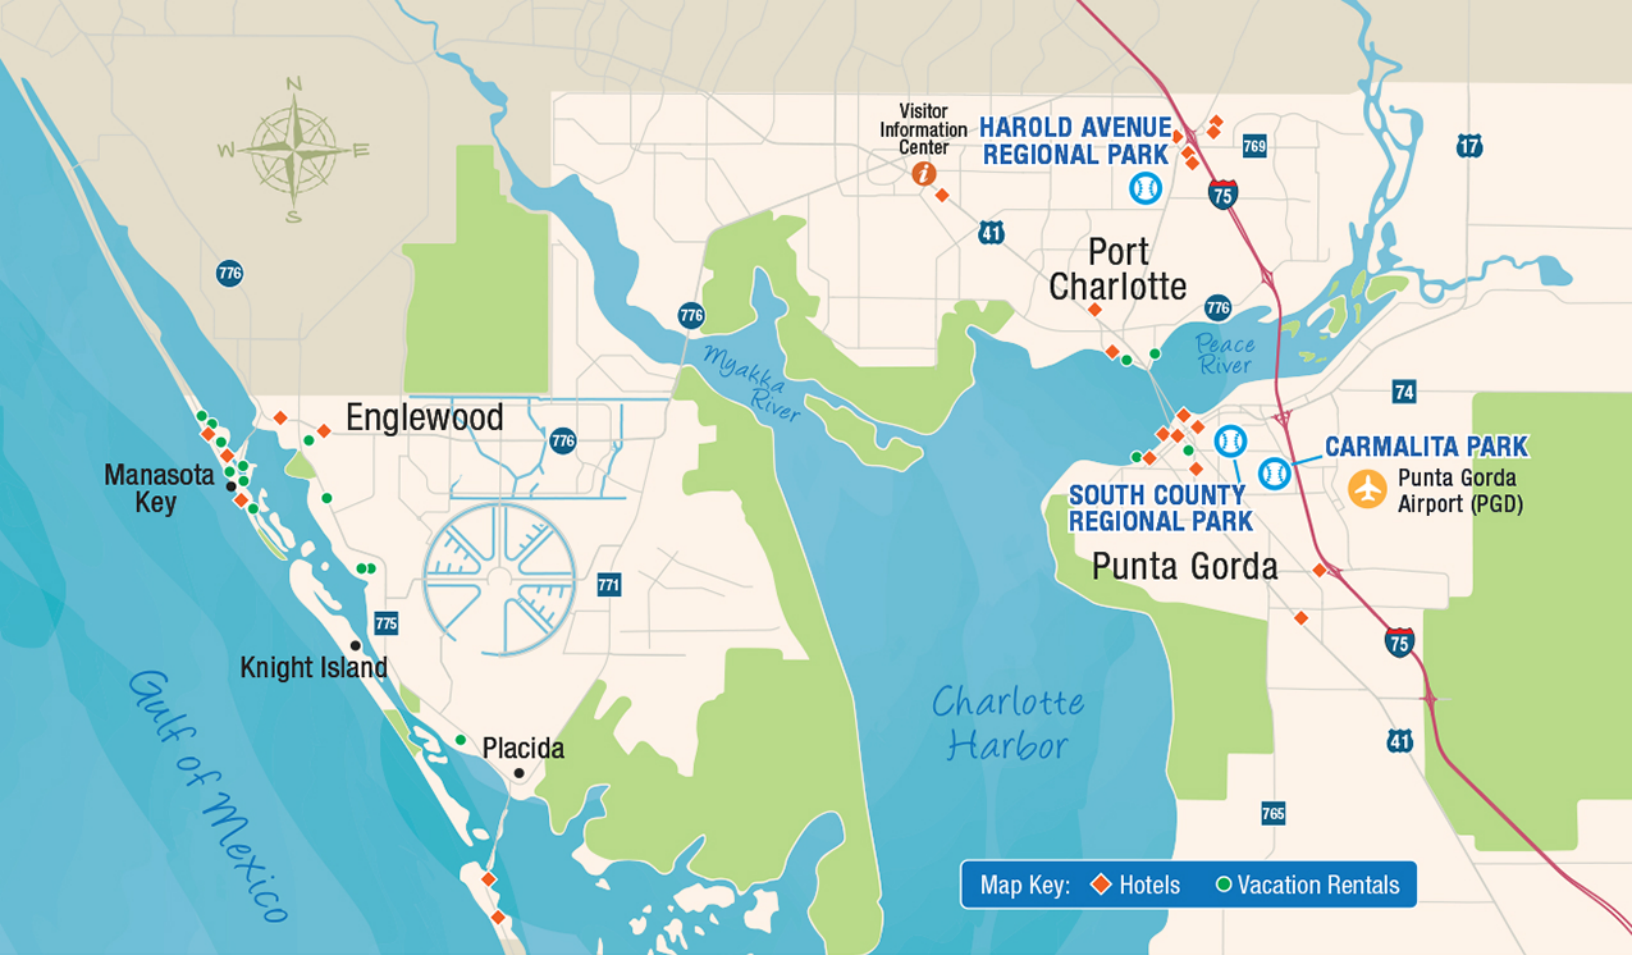 N
W
E
S
Visitor
Information
Center
i
HAROLD AVENUE
REGIONAL PARK
769
17
75
41
Port
Charlotte
776
776
776
Peace
River
Myakka
River
74
Englewood
776
Manasota
Key
CARMALITA PARK
Punta Gorda
Airport (PGD)
SOUTH COUNTY
REGIONAL PARK
Punta Gorda
771
775
Knight Island
75
Gulf of Mexico
Charlotte
Harbor
Placida
41
765
Map Key: Hotels Vacation Rentals